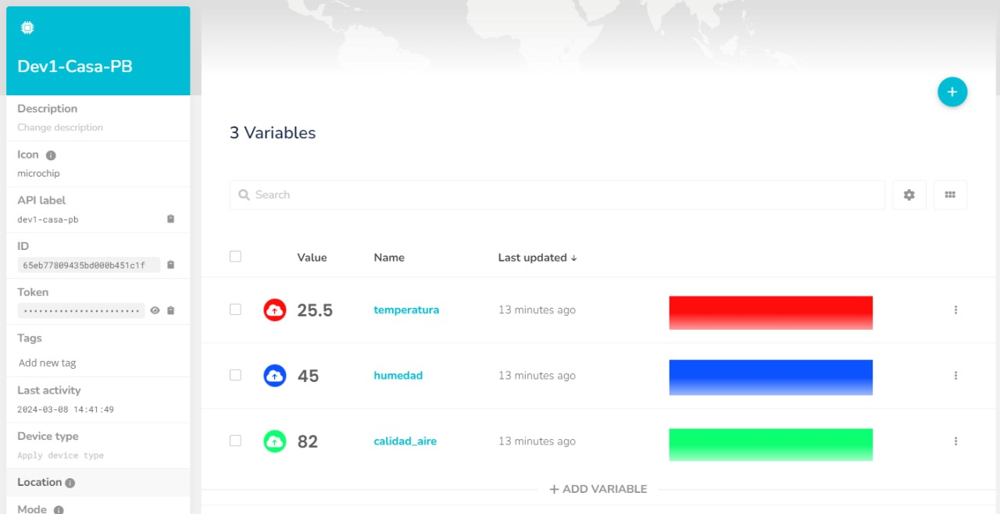 Dev1-Casa-PB
Description
Change description
Icon
microchip
API label
dev1-casa-pb
ID
65eb77809435bd000b451c1f
Token
Tags
Add new tag
Last activity
2024-03-08 14:41:49
Device type
Apply device type
Location
Mode
3 Variables
Search
Value Name Last updated ↓
25.5 temperatura 13 minutes ago
45 humedad 13 minutes ago
82 calidad_aire 13 minutes ago
+ ADD VARIABLE